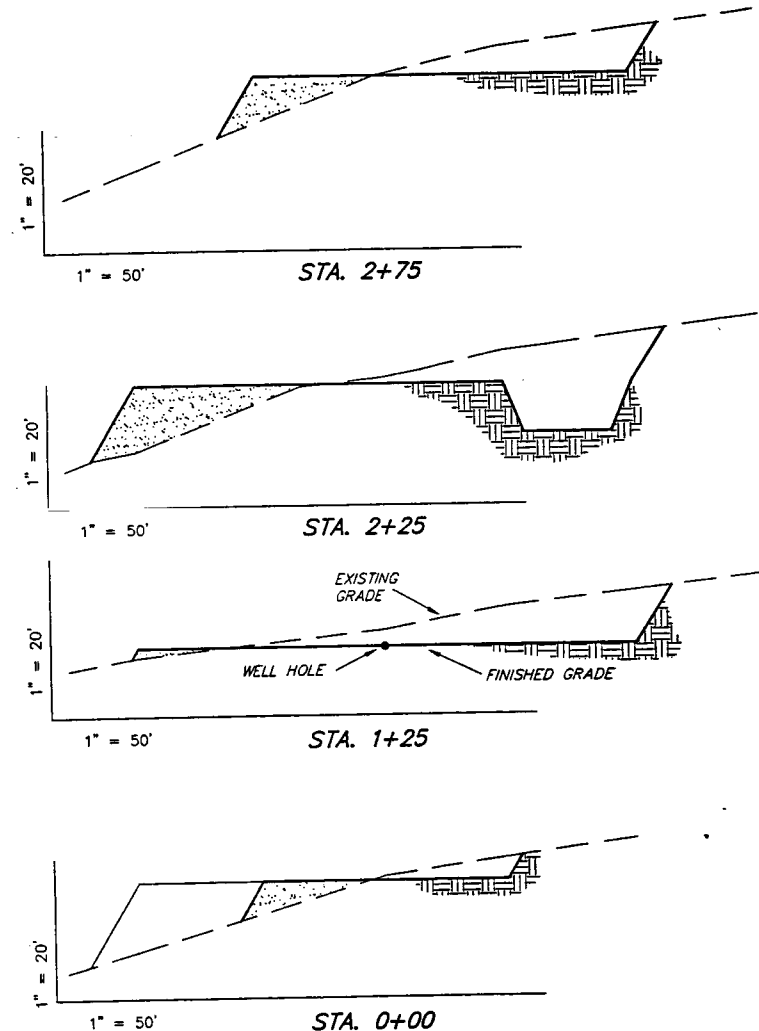 1" = 20'
1" = 50'
STA. 2+75
1" = 20'
1" = 50'
STA. 2+25
EXISTING
GRADE
1" = 20'
WELL HOLE
FINISHED GRADE
1" = 50'
STA. 1+25
1" = 20'
1" = 50'
STA. 0+00